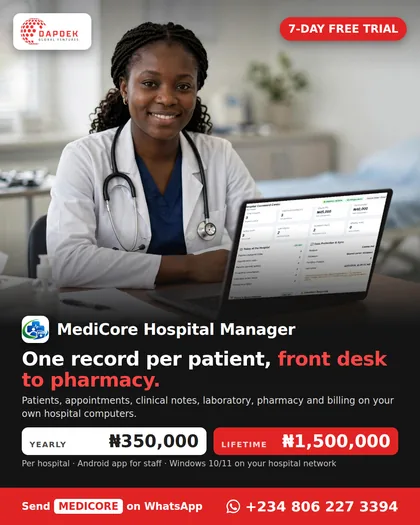 DAPDEK
GLOBAL VENTURES
7-DAY FREE TRIAL
MediCore Hospital Manager
One record per patient, front desk
to pharmacy.
Patients, appointments, clinical notes, laboratory, pharmacy and billing on your
own hospital computers.
YEARLY ₦350,000
LIFETIME ₦1,500,000
Per hospital · Android app for staff · Windows 10/11 on your hospital network
Send MEDICORE on WhatsApp
+234 806 227 3394